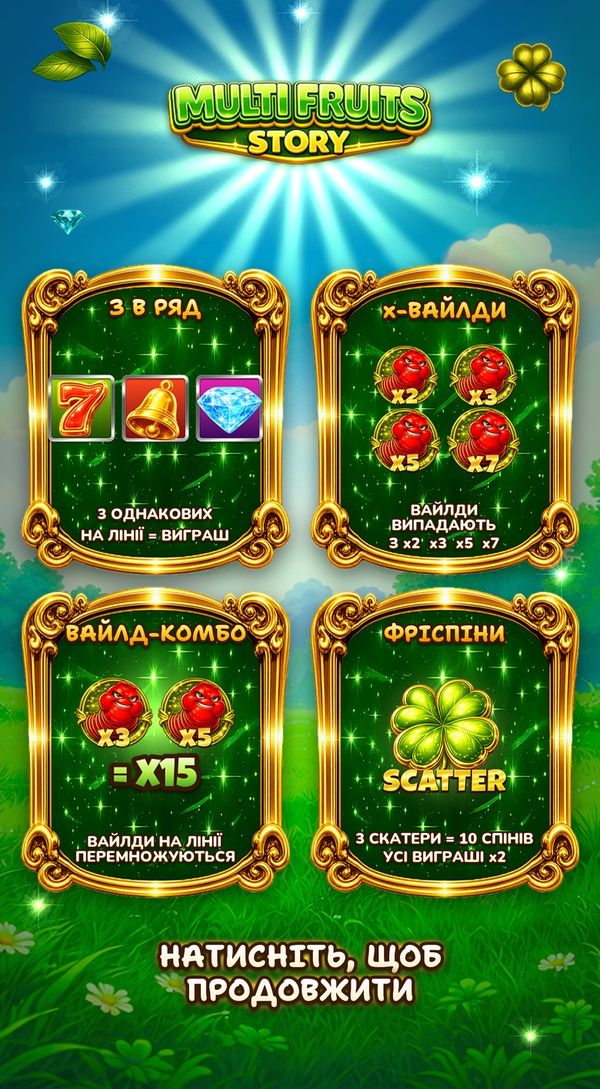 MULTI FRUITS
STORY
3 В РЯД
3 ОДНАКОВИХ
НА ЛІНІЇ = ВИГРАШ
х-ВАЙЛДИ
x2 x3
x5 x7
ВАЙЛДИ
ВИПАДАЮТЬ
З x2 x3 x5 x7
ВАЙЛД-КОМБО
x3 x5
= x15
ВАЙЛДИ НА ЛІНІЇ
ПЕРЕМНОЖУЮТЬСЯ
ФРІСПІНИ
SCATTER
3 СКАТЕРИ = 10 СПІНІВ
УСІ ВИГРАШІ x2
НАТИСНІТЬ, ЩОБ
ПРОДОВЖИТИ